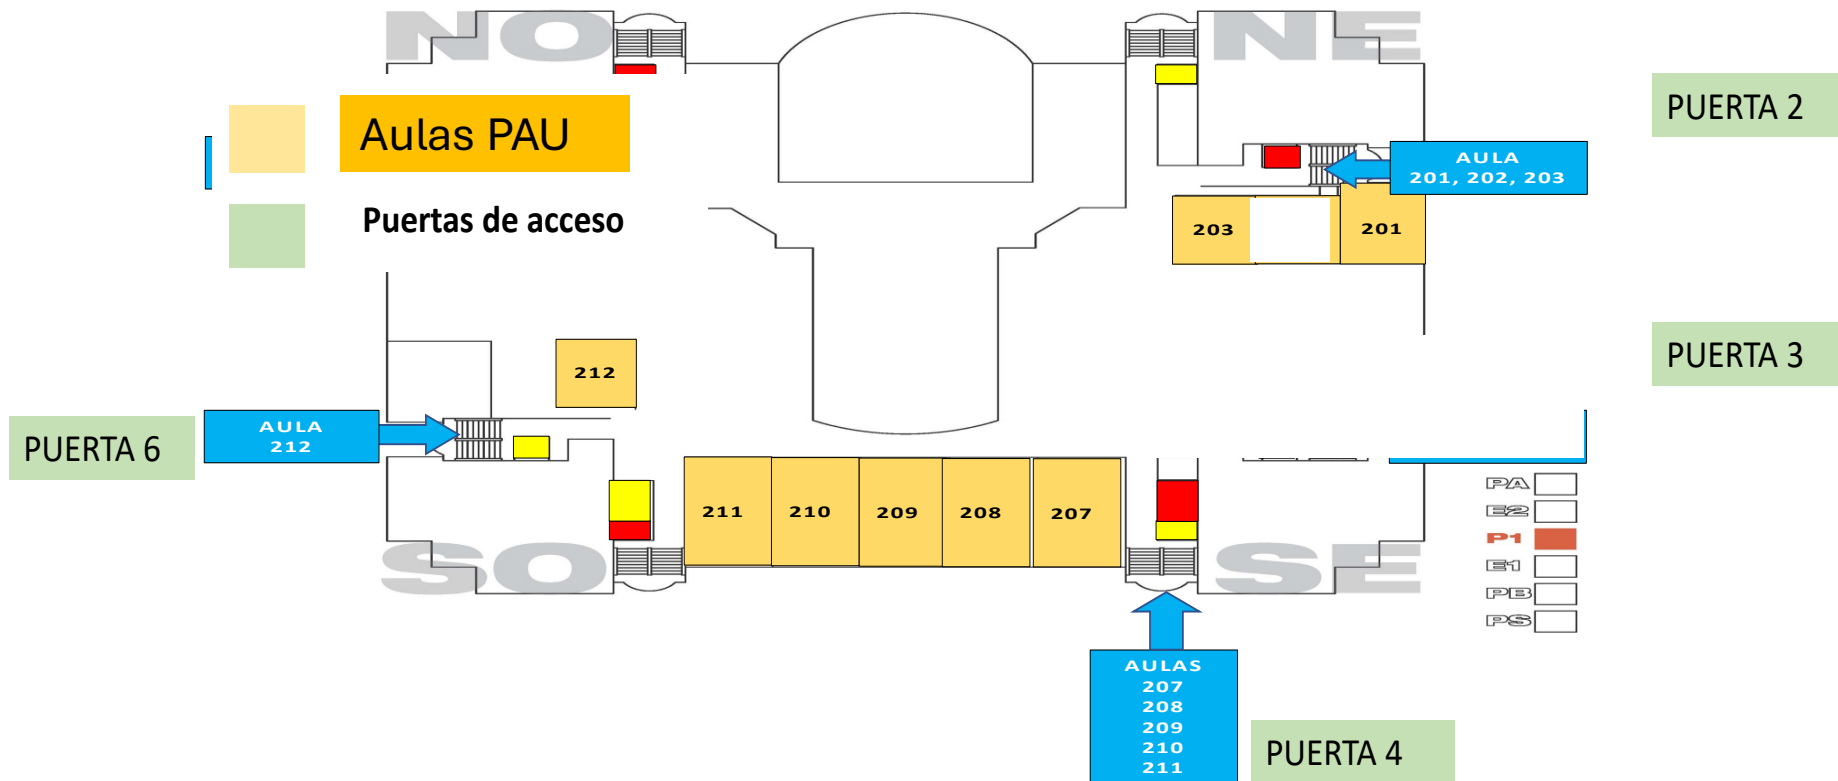 NO
NE
PUERTA 2
Aulas PAU
AULA
201, 202, 203
Puertas de acceso
203
201
PUERTA 3
212
AULA
212
PUERTA 6
211
210
209
208
207
PA
E2
P1
E1
PB
PS
SO
SE
AULAS
207
208
209
210
211
PUERTA 4